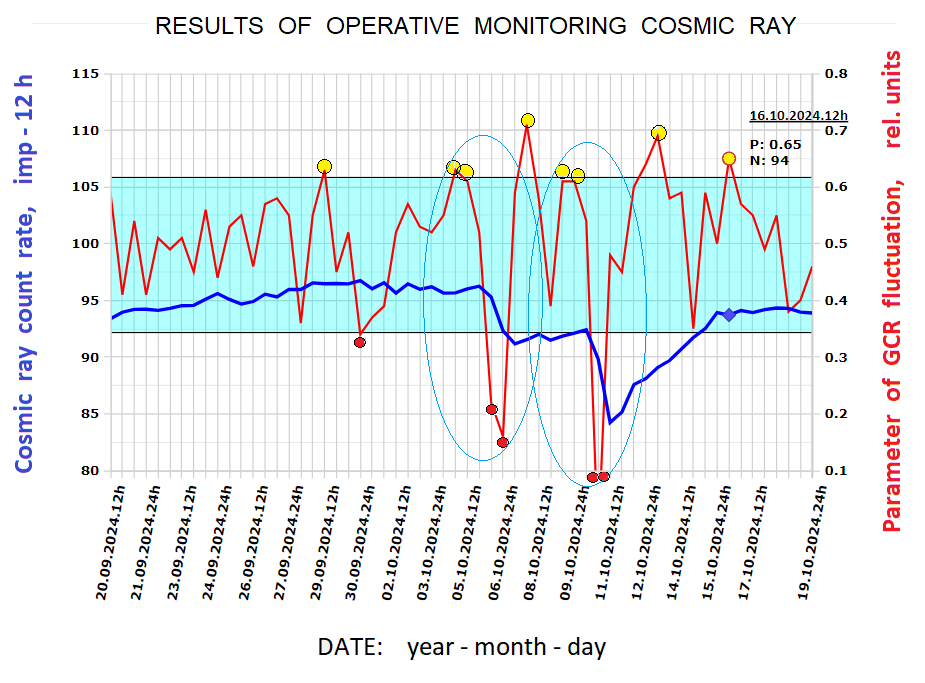 RESULTS OF OPERATIVE MONITORING COSMIC RAY
Cosmic ray count rate, imp - 12 h
Parameter of GCR fluctuation, rel. units
115
110
105
100
95
90
85
80
0.8
0.7
0.6
0.5
0.4
0.3
0.2
0.1
16.10.2024.12h
P: 0.65
N: 94
20.09.2024.12h
21.09.2024.24h
23.09.2024.12h
24.09.2024.24h
26.09.2024.12h
27.09.2024.24h
29.09.2024.12h
30.09.2024.24h
02.10.2024.12h
03.10.2024.24h
05.10.2024.12h
06.10.2024.24h
08.10.2024.12h
09.10.2024.24h
11.10.2024.12h
12.10.2024.24h
14.10.2024.12h
15.10.2024.24h
17.10.2024.12h
19.10.2024.24h
DATE: year - month - day